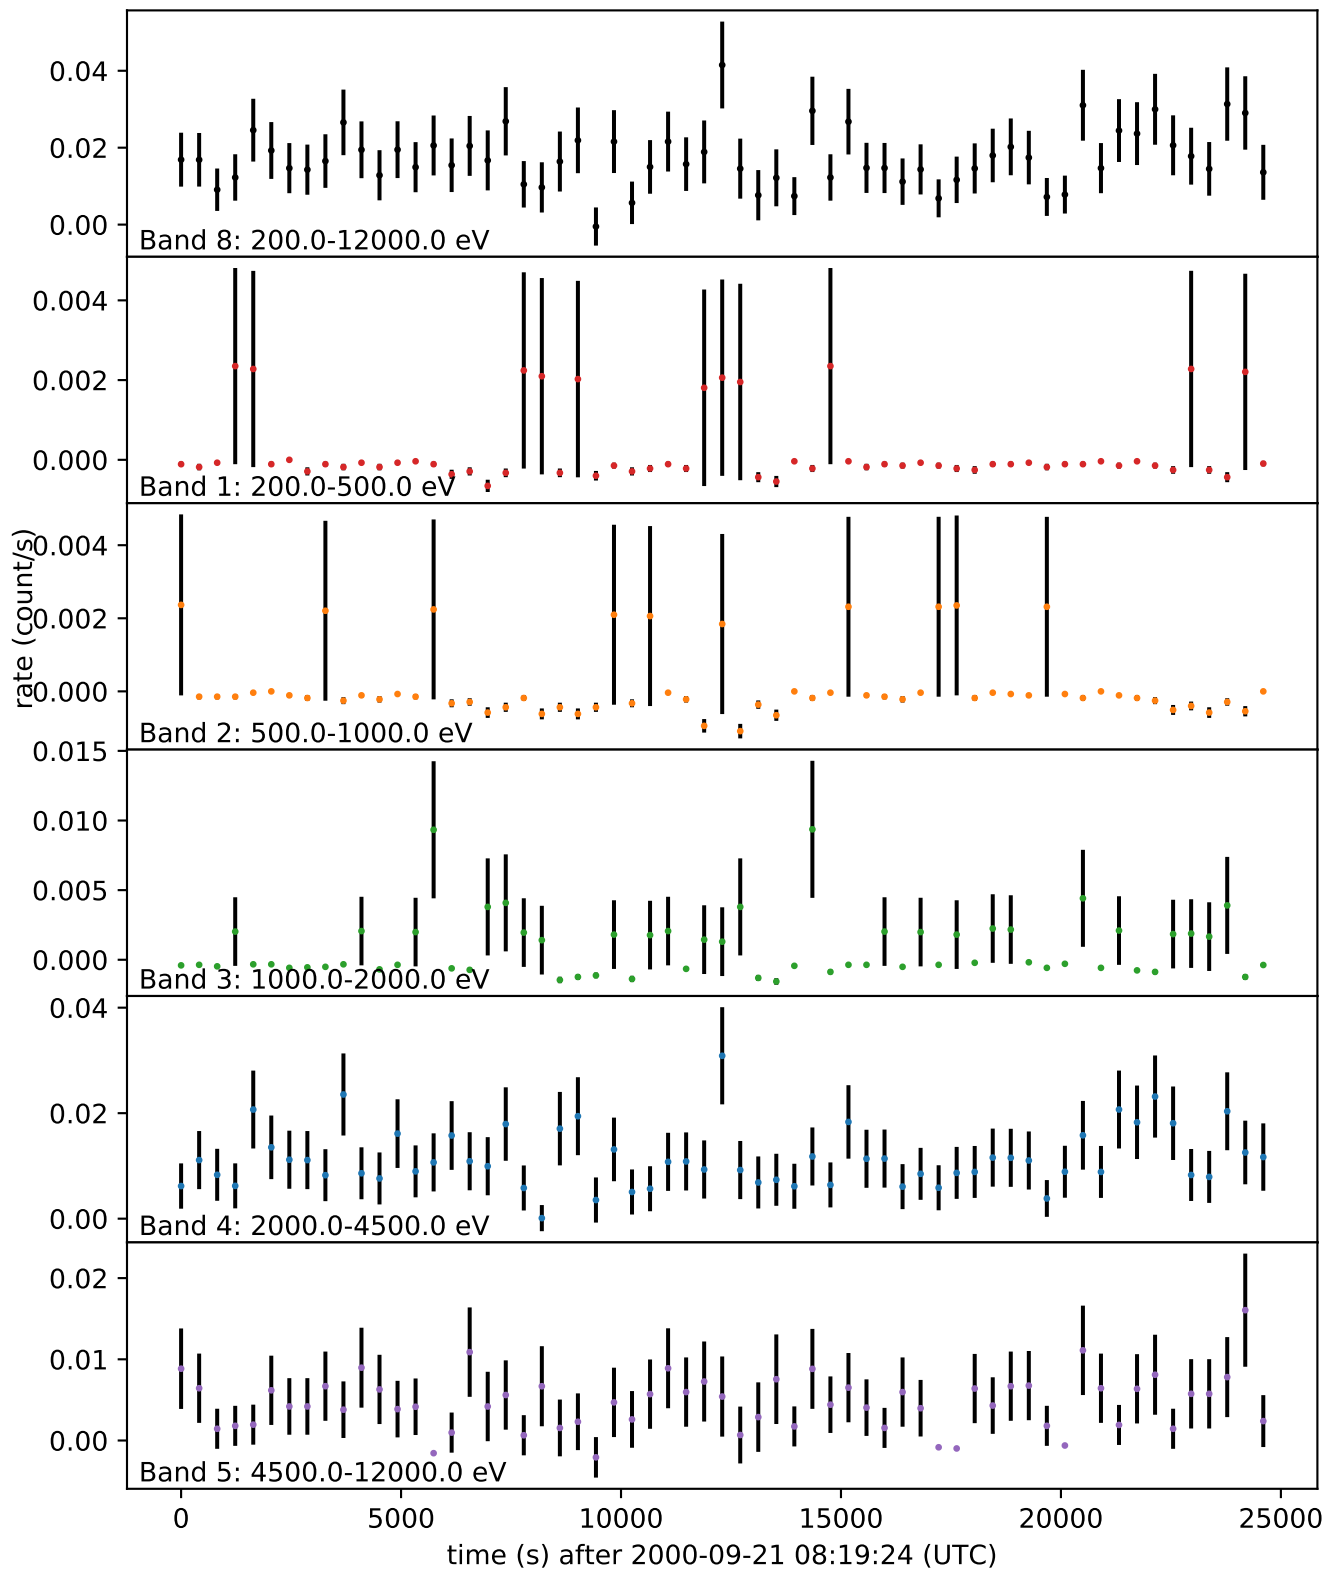 0.04
0.02
0.00
Band 8: 200.0-12000.0 eV
0.004
0.002
0.000
Band 1: 200.0-500.0 eV
rate (count/s)
0.004
0.002
0.000
Band 2: 500.0-1000.0 eV
0.015
0.010
0.005
0.000
Band 3: 1000.0-2000.0 eV
0.04
0.02
0.00
Band 4: 2000.0-4500.0 eV
0.02
0.01
0.00
Band 5: 4500.0-12000.0 eV
0 5000 10000 15000 20000 25000
time (s) after 2000-09-21 08:19:24 (UTC)